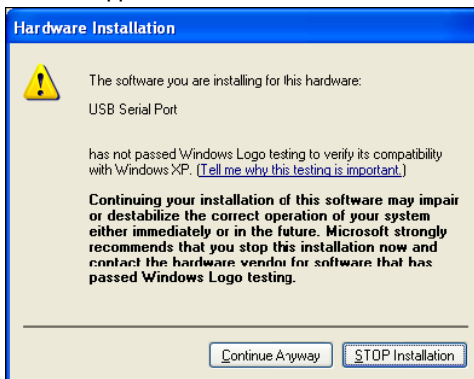 Hardware Installation
The software you are installing for this hardware:
USB Serial Port
has not passed Windows Logo testing to verify its compatibility
with Windows XP. (Tell me why this testing is important.)
Continuing your installation of this software may impair
or destabilize the correct operation of your system
either immediately or in the future. Microsoft strongly
recommends that you stop this installation now and
contact the hardware vendor for software that has
passed Windows Logo testing.
Continue Anyway STOP Installation